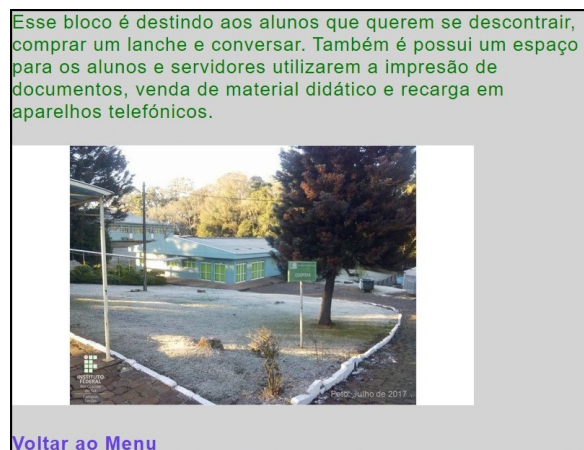 Esse bloco é destindo aos alunos que querem se descontrair,
comprar um lanche e conversar. Também é possui um espaço
para os alunos e servidores utilizarem a impresão de
documentos, venda de material didático e recarga em
aparelhos telefónicos.
INSTITUTO
FEDERAL
Foto: Julho de 2017
Voltar ao Menu